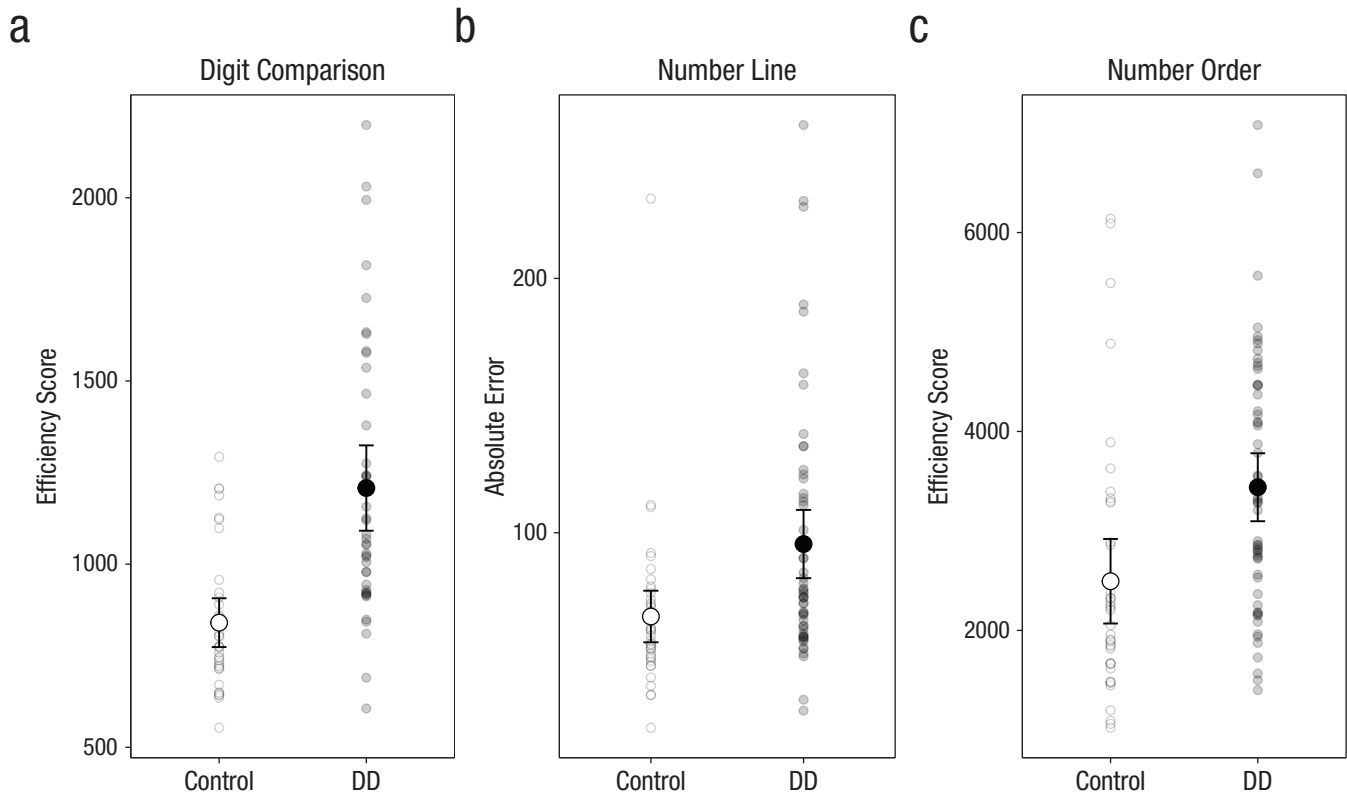 a
Digit Comparison
Efficiency Score
2000
1500
1000
500
Control
DD
b
Number Line
Absolute Error
200
100
Control
DD
c
Number Order
Efficiency Score
6000
4000
2000
Control
DD